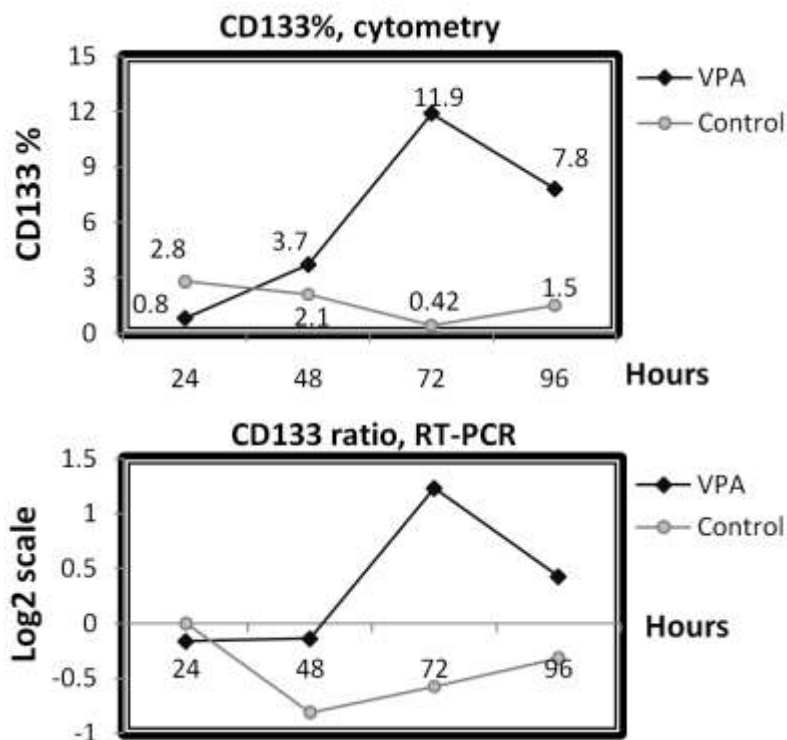 CD133%, cytometry
15
12
9
6
3
0
CD133 %
2.8
0.8
3.7
2.1
11.9
0.42
7.8
1.5
24 48 72 96 Hours
VPA
Control
CD133 ratio, RT-PCR
1.5
1
0.5
0
-0.5
-1
Log2 scale
24 48 72 96 Hours
VPA
Control